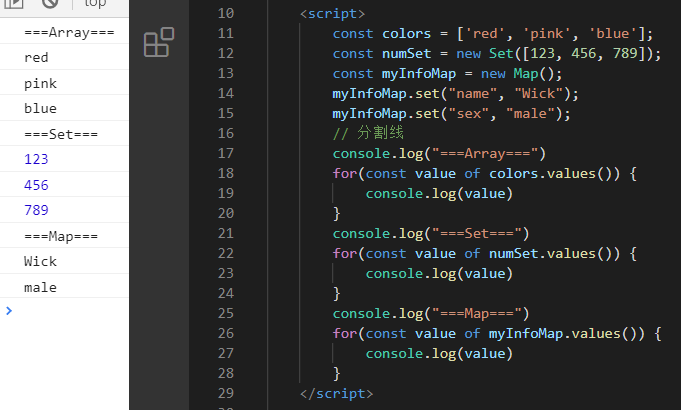 top
===Array===
red
pink
blue
===Set===
123
456
789
===Map===
Wick
male
10 <script>
11 const colors = ['red', 'pink', 'blue'];
12 const numSet = new Set([123, 456, 789]);
13 const myInfoMap = new Map();
14 myInfoMap.set("name", "Wick");
15 myInfoMap.set("sex", "male");
16 // 分割线
17 console.log("===Array===")
18 for(const value of colors.values()) {
19 console.log(value)
20 }
21 console.log("===Set===")
22 for(const value of numSet.values()) {
23 console.log(value)
24 }
25 console.log("===Map===")
26 for(const value of myInfoMap.values()) {
27 console.log(value)
28 }
29 </script>